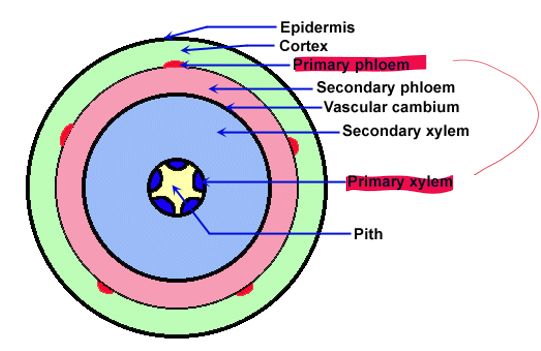 Epidermis
Cortex
Primary phloem
Secondary phloem
Vascular cambium
Secondary xylem
Primary xylem
Pith